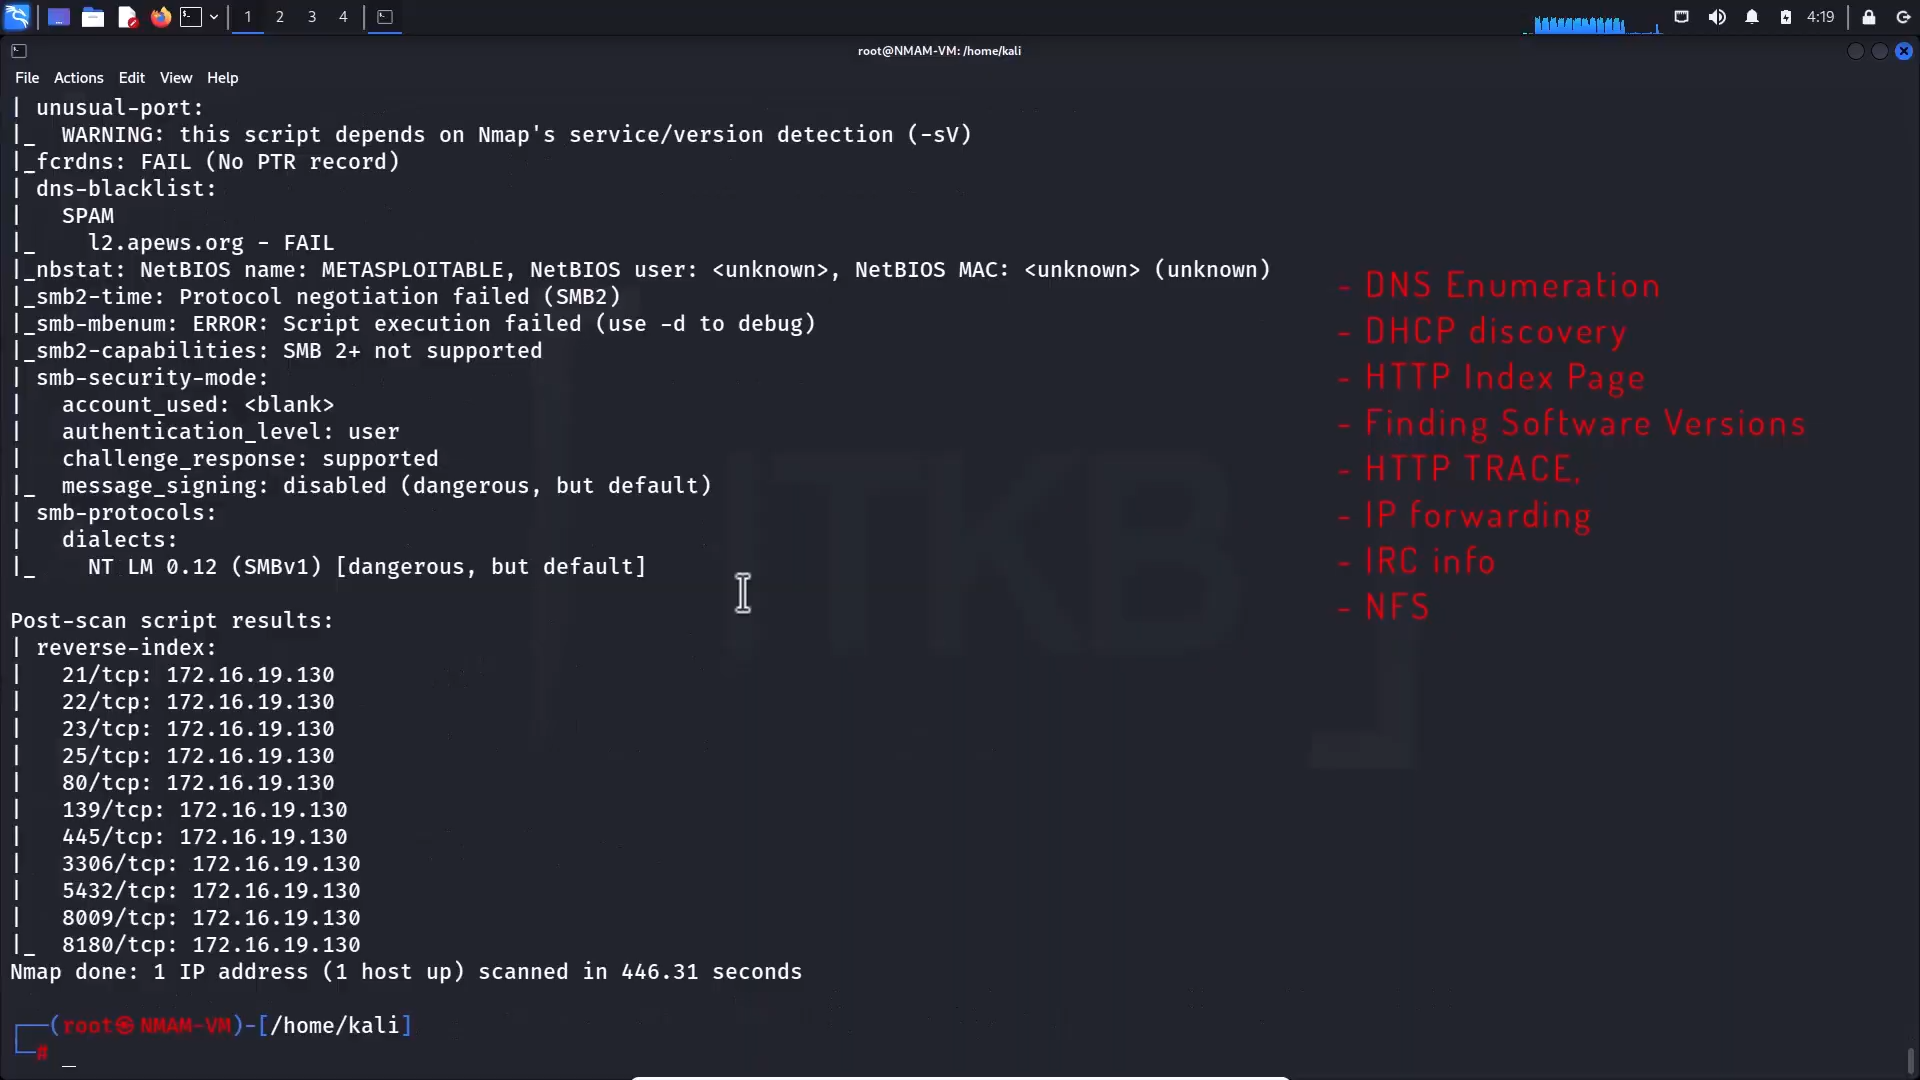 1 2 3 4
4:19
root@NMAM-VM: /home/kali
File Actions Edit View Help
| unusual-port:
|_ WARNING: this script depends on Nmap's service/version detection (-sV)
|_fcrdns: FAIL (No PTR record)
| dns-blacklist:
| SPAM
|_ l2.apews.org - FAIL
|_nbstat: NetBIOS name: METASPLOITABLE, NetBIOS user: <unknown>, NetBIOS MAC: <unknown> (unknown)
|_smb2-time: Protocol negotiation failed (SMB2)
|_smb-mbenum: ERROR: Script execution failed (use -d to debug)
|_smb2-capabilities: SMB 2+ not supported
| smb-security-mode:
| account_used: <blank>
| authentication_level: user
| challenge_response: supported
|_ message_signing: disabled (dangerous, but default)
| smb-protocols:
| dialects:
|_ NT LM 0.12 (SMBv1) [dangerous, but default]
Post-scan script results:
| reverse-index:
| 21/tcp: 172.16.19.130
| 22/tcp: 172.16.19.130
| 23/tcp: 172.16.19.130
| 25/tcp: 172.16.19.130
| 80/tcp: 172.16.19.130
| 139/tcp: 172.16.19.130
| 445/tcp: 172.16.19.130
| 3306/tcp: 172.16.19.130
| 5432/tcp: 172.16.19.130
| 8009/tcp: 172.16.19.130
|_ 8180/tcp: 172.16.19.130
Nmap done: 1 IP address (1 host up) scanned in 446.31 seconds
┌──(root㉿NMAM-VM)-[/home/kali]
└─# _
- DNS Enumeration
- DHCP discovery
- HTTP Index Page
- Finding Software Versions
- HTTP TRACE,
- IP forwarding
- IRC info
- NFS